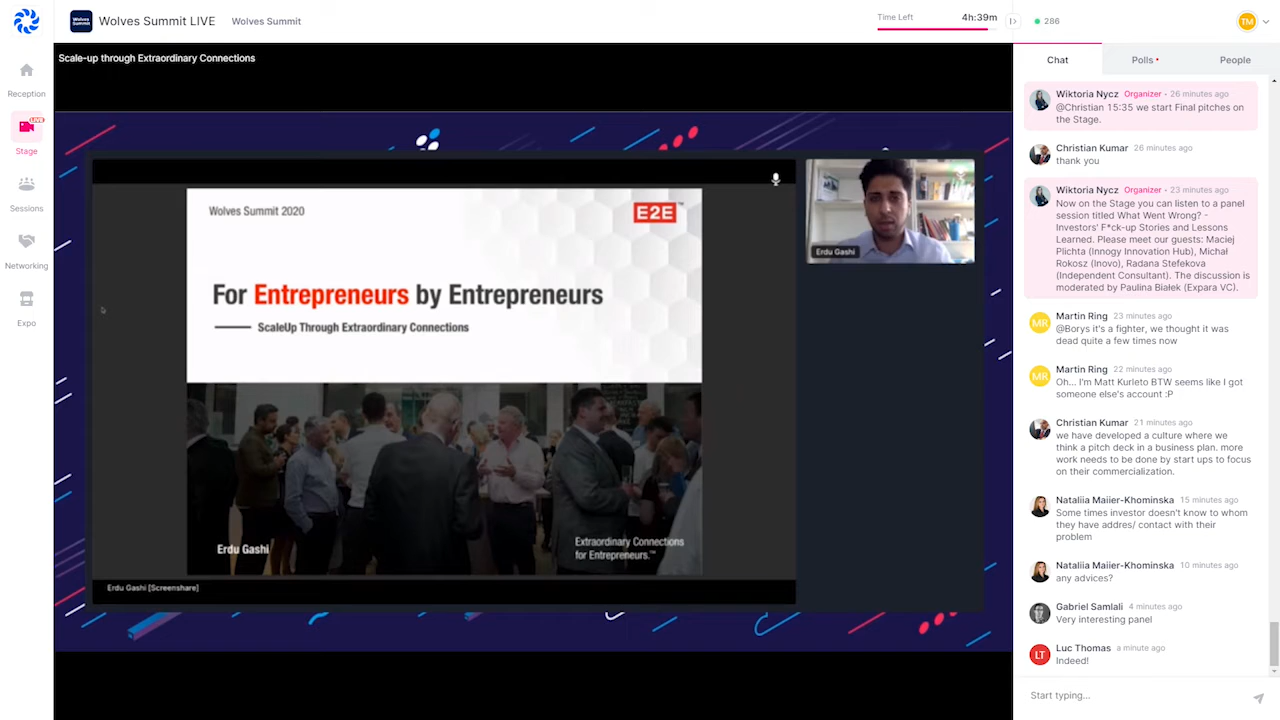 Wolves Summit LIVE
Wolves Summit
Time Left
4h:39m
286
TM
Reception
LIVE
Stage
Sessions
Networking
Expo
Scale-up through Extraordinary Connections
Wolves Summit 2020
E2E™
For Entrepreneurs by Entrepreneurs
ScaleUp Through Extraordinary Connections
Erdu Gashi
Extraordinary Connections
for Entrepreneurs.™
Erdu Gashi [Screenshare]
Erdu Gashi
Chat
Polls
People
Wiktoria Nycz Organizer • 26 minutes ago
@Christian 15:35 we start Final pitches on
the Stage.
Christian Kumar 26 minutes ago
thank you
Wiktoria Nycz Organizer • 23 minutes ago
Now on the Stage you can listen to a panel
session titled What Went Wrong? -
Investors' F*ck-up Stories and Lessons
Learned. Please meet our guests: Maciej
Plichta (Innogy Innovation Hub), Michał
Rokosz (Inovo), Radana Stefekova
(Independent Consultant). The discussion is
moderated by Paulina Białek (Expara VC).
MR
Martin Ring 23 minutes ago
@Borys it's a fighter, we thought it was
dead quite a few times now
MR
Martin Ring 22 minutes ago
Oh... I'm Matt Kurleto BTW seems like I got
someone else's account :P
Christian Kumar 21 minutes ago
we have developed a culture where we
think a pitch deck in a business plan. more
work needs to be done by start ups to focus
on their commercialization.
Nataliia Maiier-Khominska 15 minutes ago
Some times investor doesn't know to whom
they have addres/ contact with their
problem
Nataliia Maiier-Khominska 10 minutes ago
any advices?
Gabriel Samlali 4 minutes ago
Very interesting panel
LT
Luc Thomas a minute ago
Indeed!
Start typing...